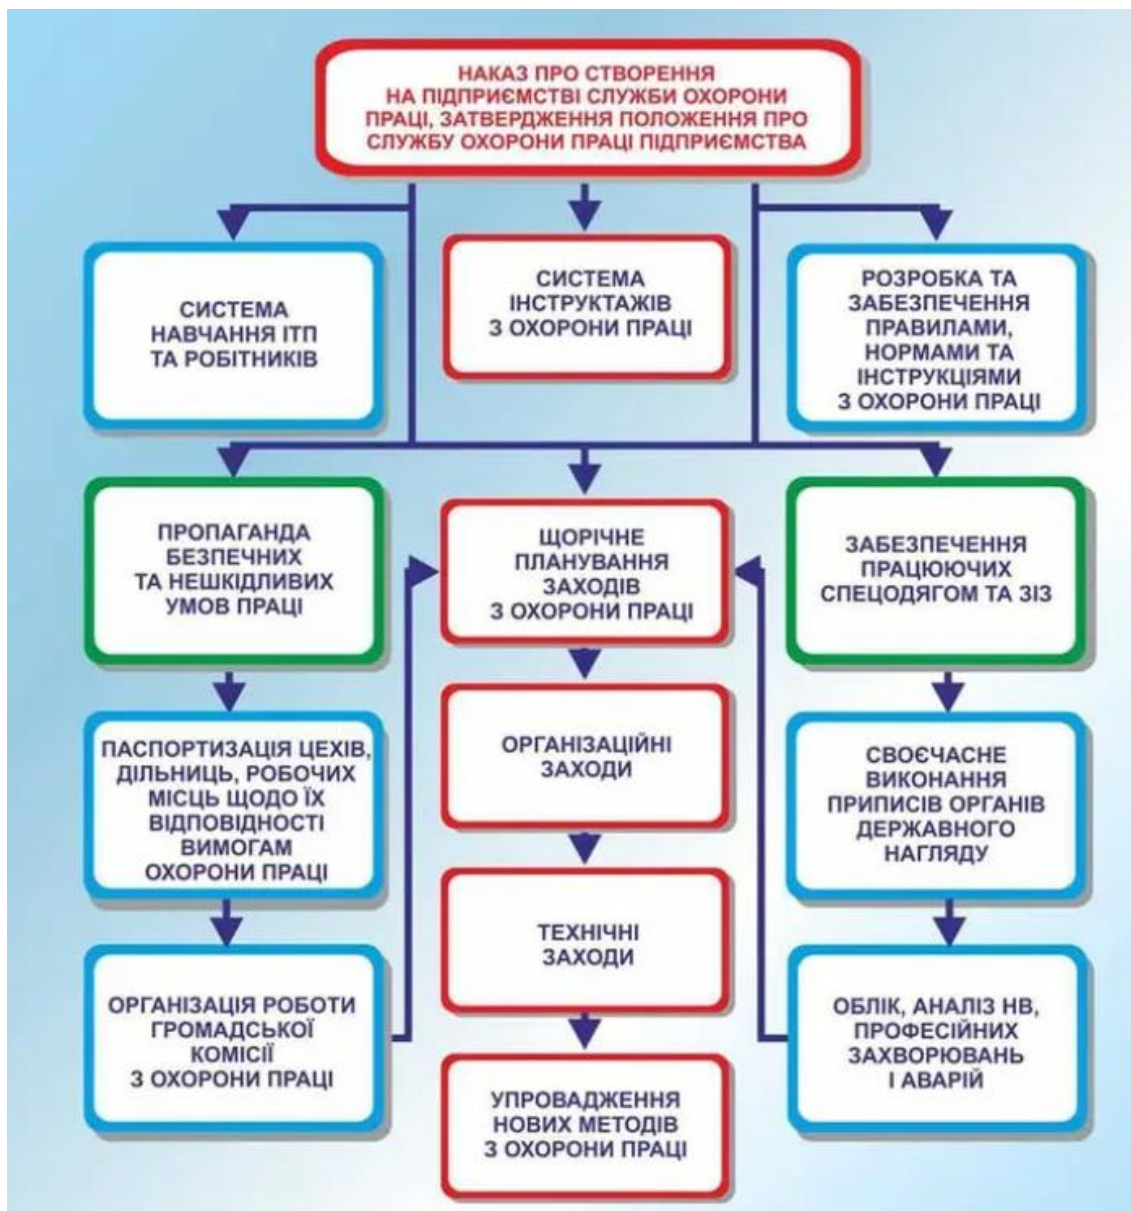 НАКАЗ ПРО СТВОРЕННЯ
НА ПІДПРИЄМСТВІ СЛУЖБИ ОХОРОНИ
ПРАЦІ, ЗАТВЕРДЖЕННЯ ПОЛОЖЕННЯ ПРО
СЛУЖБУ ОХОРОНИ ПРАЦІ ПІДПРИЄМСТВА
СИСТЕМА
НАВЧАННЯ ІТП
ТА РОБІТНИКІВ
СИСТЕМА
ІНСТРУКТАЖІВ
З ОХОРОНИ ПРАЦІ
РОЗРОБКА ТА
ЗАБЕЗПЕЧЕННЯ
ПРАВИЛАМИ,
НОРМАМИ ТА
ІНСТРУКЦІЯМИ
З ОХОРОНИ ПРАЦІ
ПРОПАГАНДА
БЕЗПЕЧНИХ
ТА НЕШКІДЛИВИХ
УМОВ ПРАЦІ
ЩОРІЧНЕ
ПЛАНУВАННЯ
ЗАХОДІВ
З ОХОРОНИ ПРАЦІ
ЗАБЕЗПЕЧЕННЯ
ПРАЦЮЮЧИХ
СПЕЦОДЯГОМ ТА ЗІЗ
ПАСПОРТИЗАЦІЯ ЦЕХІВ,
ДІЛЬНИЦЬ, РОБОЧИХ
МІСЦЬ ЩОДО ЇХ
ВІДПОВІДНОСТІ
ВИМОГАМ
ОХОРОНИ ПРАЦІ
ОРГАНІЗАЦІЙНІ
ЗАХОДИ
СВОЄЧАСНЕ
ВИКОНАННЯ
ПРИПИСІВ ОРГАНІВ
ДЕРЖАВНОГО
НАГЛЯДУ
ОРГАНІЗАЦІЯ РОБОТИ
ГРОМАДСЬКОЇ
КОМІСІЇ
З ОХОРОНИ ПРАЦІ
ТЕХНІЧНІ
ЗАХОДИ
ОБЛІК, АНАЛІЗ НВ,
ПРОФЕСІЙНИХ
ЗАХВОРЮВАНЬ
І АВАРІЙ
УПРОВАДЖЕННЯ
НОВИХ МЕТОДІВ
З ОХОРОНИ ПРАЦІ